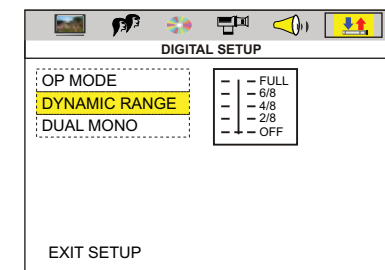 DIGITAL SETUP
OP MODE
DYNAMIC RANGE
DUAL MONO
FULL
6/8
4/8
2/8
OFF
EXIT SETUP